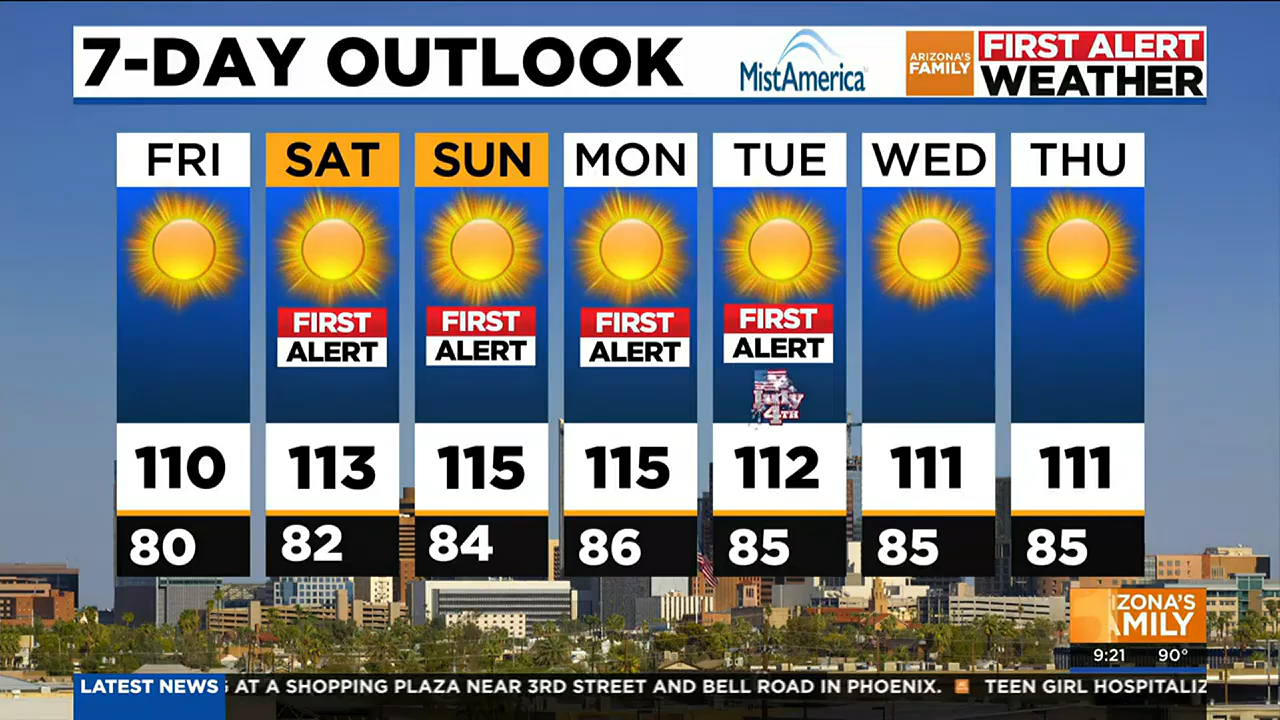 7-DAY OUTLOOK
MistAmerica
ARIZONA'S
FAMILY
FIRST ALERT
WEATHER
FRI
SAT
SUN
MON
TUE
WED
THU
FIRST
ALERT
FIRST
ALERT
FIRST
ALERT
FIRST
ALERT
July
4TH
110
113
115
115
112
111
111
80
82
84
86
85
85
85
ZONA'S
AMILY
9:21 90°
LATEST NEWS AT A SHOPPING PLAZA NEAR 3RD STREET AND BELL ROAD IN PHOENIX. TEEN GIRL HOSPITALIZ